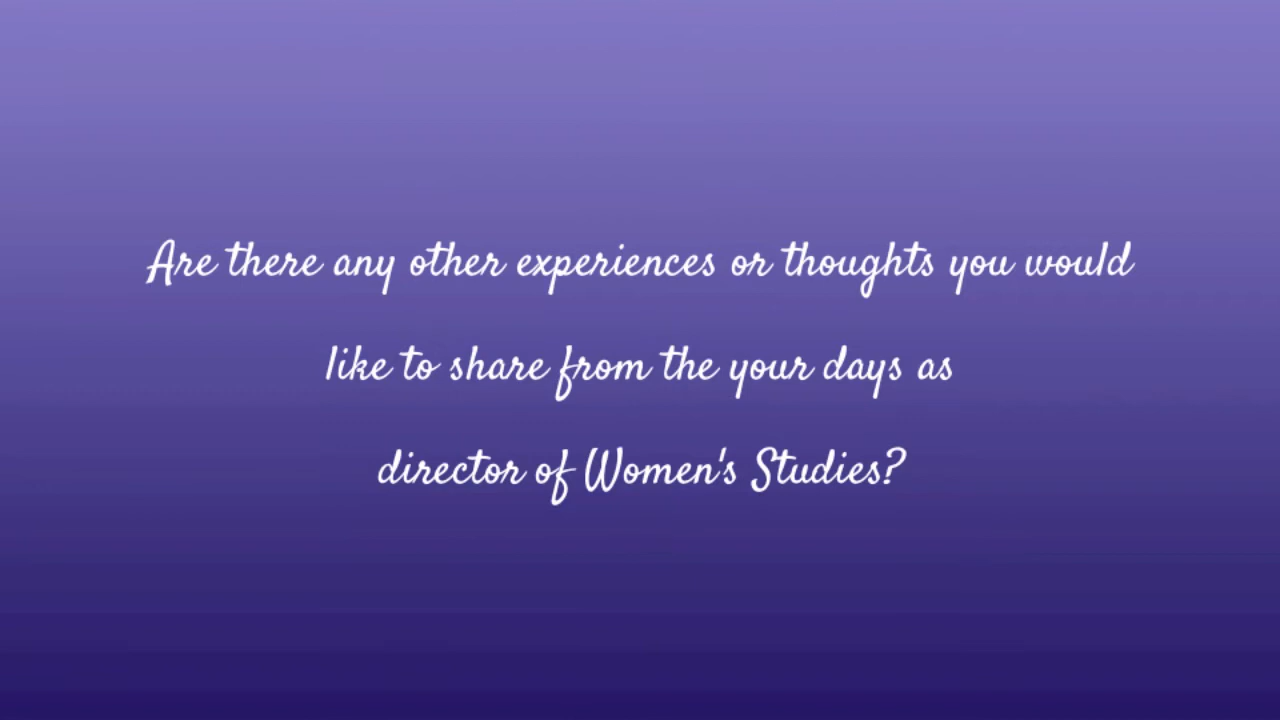 Are there any other experiences or thoughts you would
like to share from the your days as
director of Women's Studies?